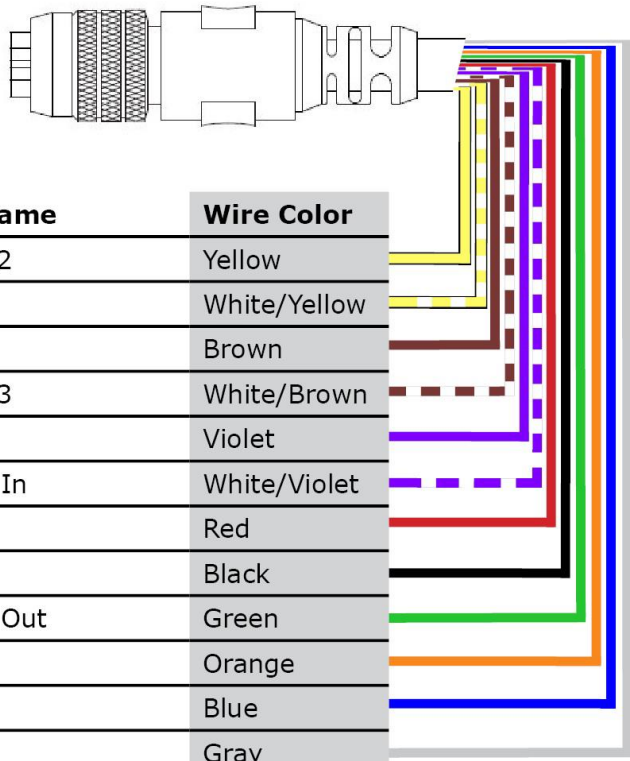 ame Wire Color
2 Yellow
White/Yellow
Brown
3 White/Brown
Violet
In White/Violet
Red
Black
Out Green
Orange
Blue
Gray